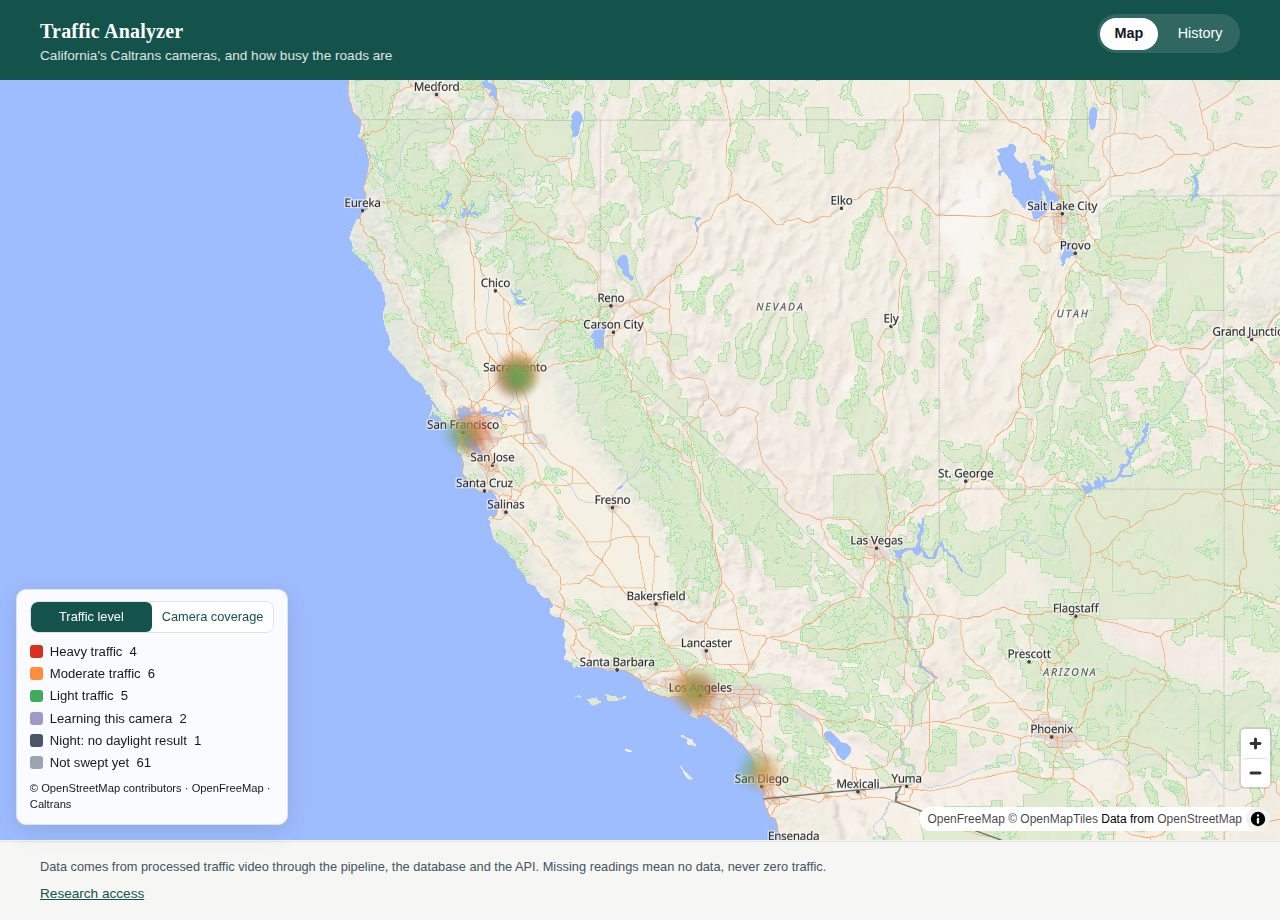 Traffic Analyzer
California's Caltrans cameras, and how busy the roads are
Map
History
Medford
Eureka
Elko
Salt Lake City
Provo
Chico
Reno
NEVADA
UTAH
Carson City
Ely
Grand Junctio
Sacramento
San Francisco
San Jose
St. George
Santa Cruz
Fresno
Salinas
Las Vegas
Bakersfield
Flagstaff
Lancaster
Prescott
Santa Barbara
ARIZONA
Los Angeles
Phoenix
San Diego
Mexicali
Yuma
Ensenada
Traffic level
Camera coverage
Heavy traffic 4
Moderate traffic 6
Light traffic 5
Learning this camera 2
Night: no daylight result 1
Not swept yet 61
© OpenStreetMap contributors · OpenFreeMap ·
Caltrans
+
−
OpenFreeMap © OpenMapTiles Data from OpenStreetMap
Data comes from processed traffic video through the pipeline, the database and the API. Missing readings mean no data, never zero traffic.
Research access